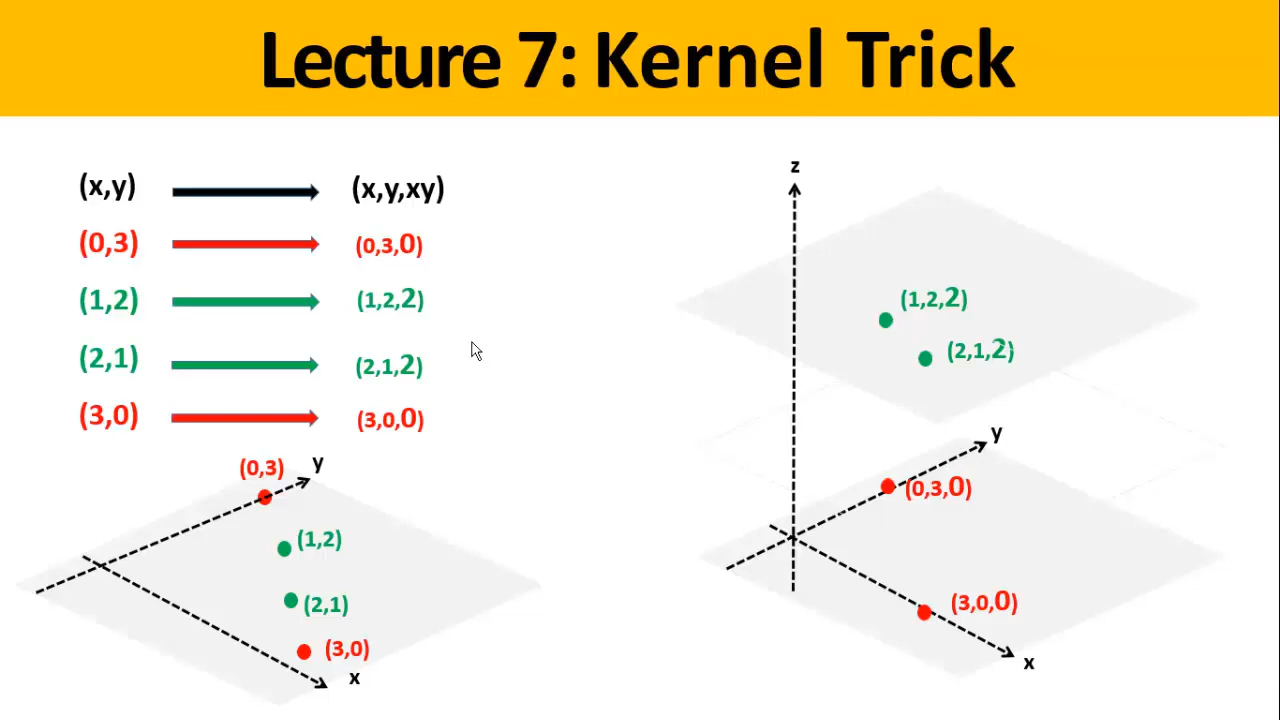 Lecture 7: Kernel Trick
(x,y) (x,y,xy)
(0,3) (0,3,0)
(1,2) (1,2,2)
(2,1) (2,1,2)
(3,0) (3,0,0)
(0,3) y
(1,2)
(2,1)
(3,0)
x
z
(1,2,2)
(2,1,2)
y
(0,3,0)
(3,0,0)
x